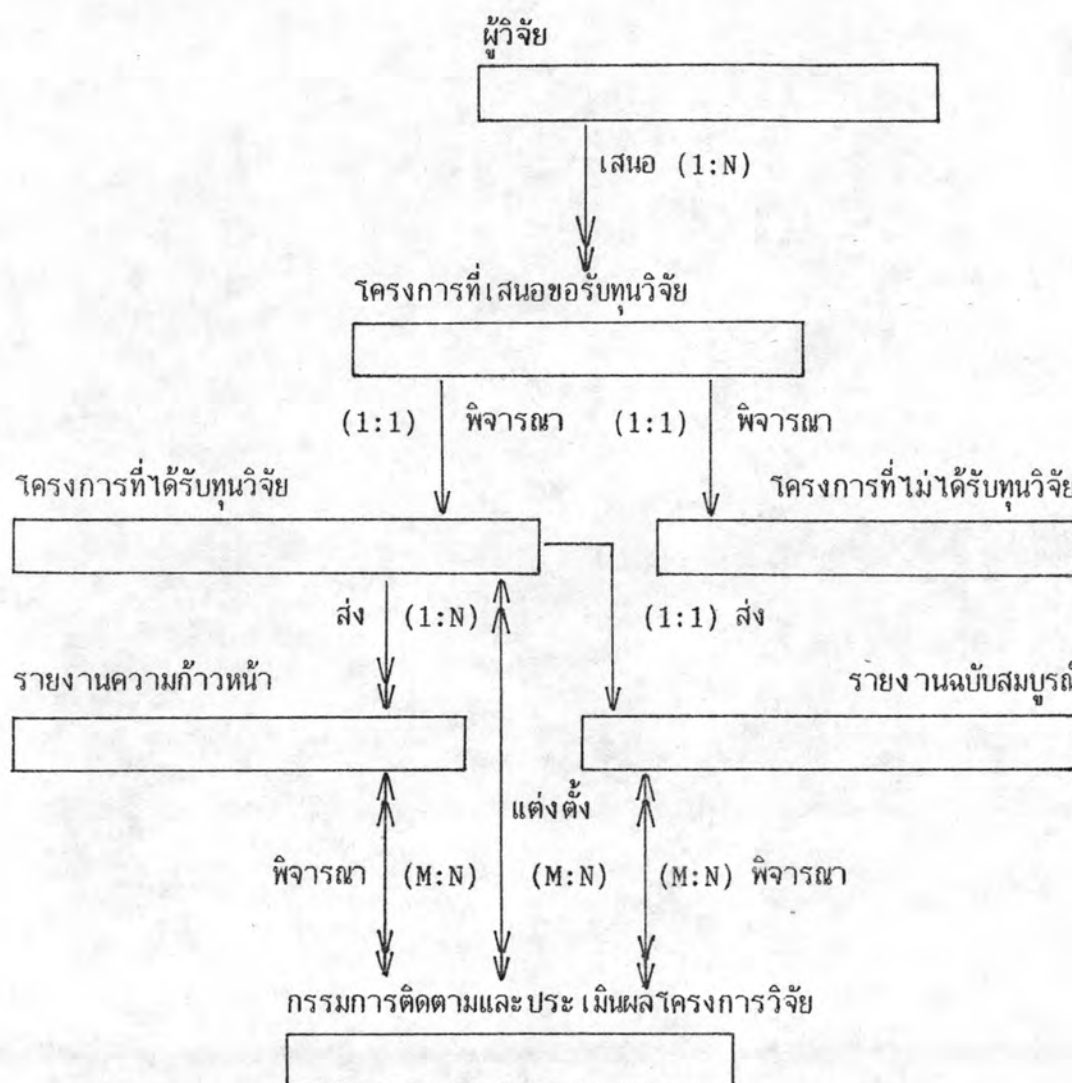 ผู้วิจัย
เสนอ (1:N)
โครงการที่เสนอขอรับทุนวิจัย
(1:1) พิจารณา (1:1) พิจารณา
โครงการที่ได้รับทุนวิจัย โครงการที่ไม่ได้รับทุนวิจัย
ส่ง (1:N) (1:1) ส่ง
รายงานความก้าวหน้า รายงานฉบับสมบูรณ์
แต่งตั้ง
พิจารณา (M:N) (M:N) (M:N) พิจารณา
กรรมการติดตามและประเมินผลโครงการวิจัย